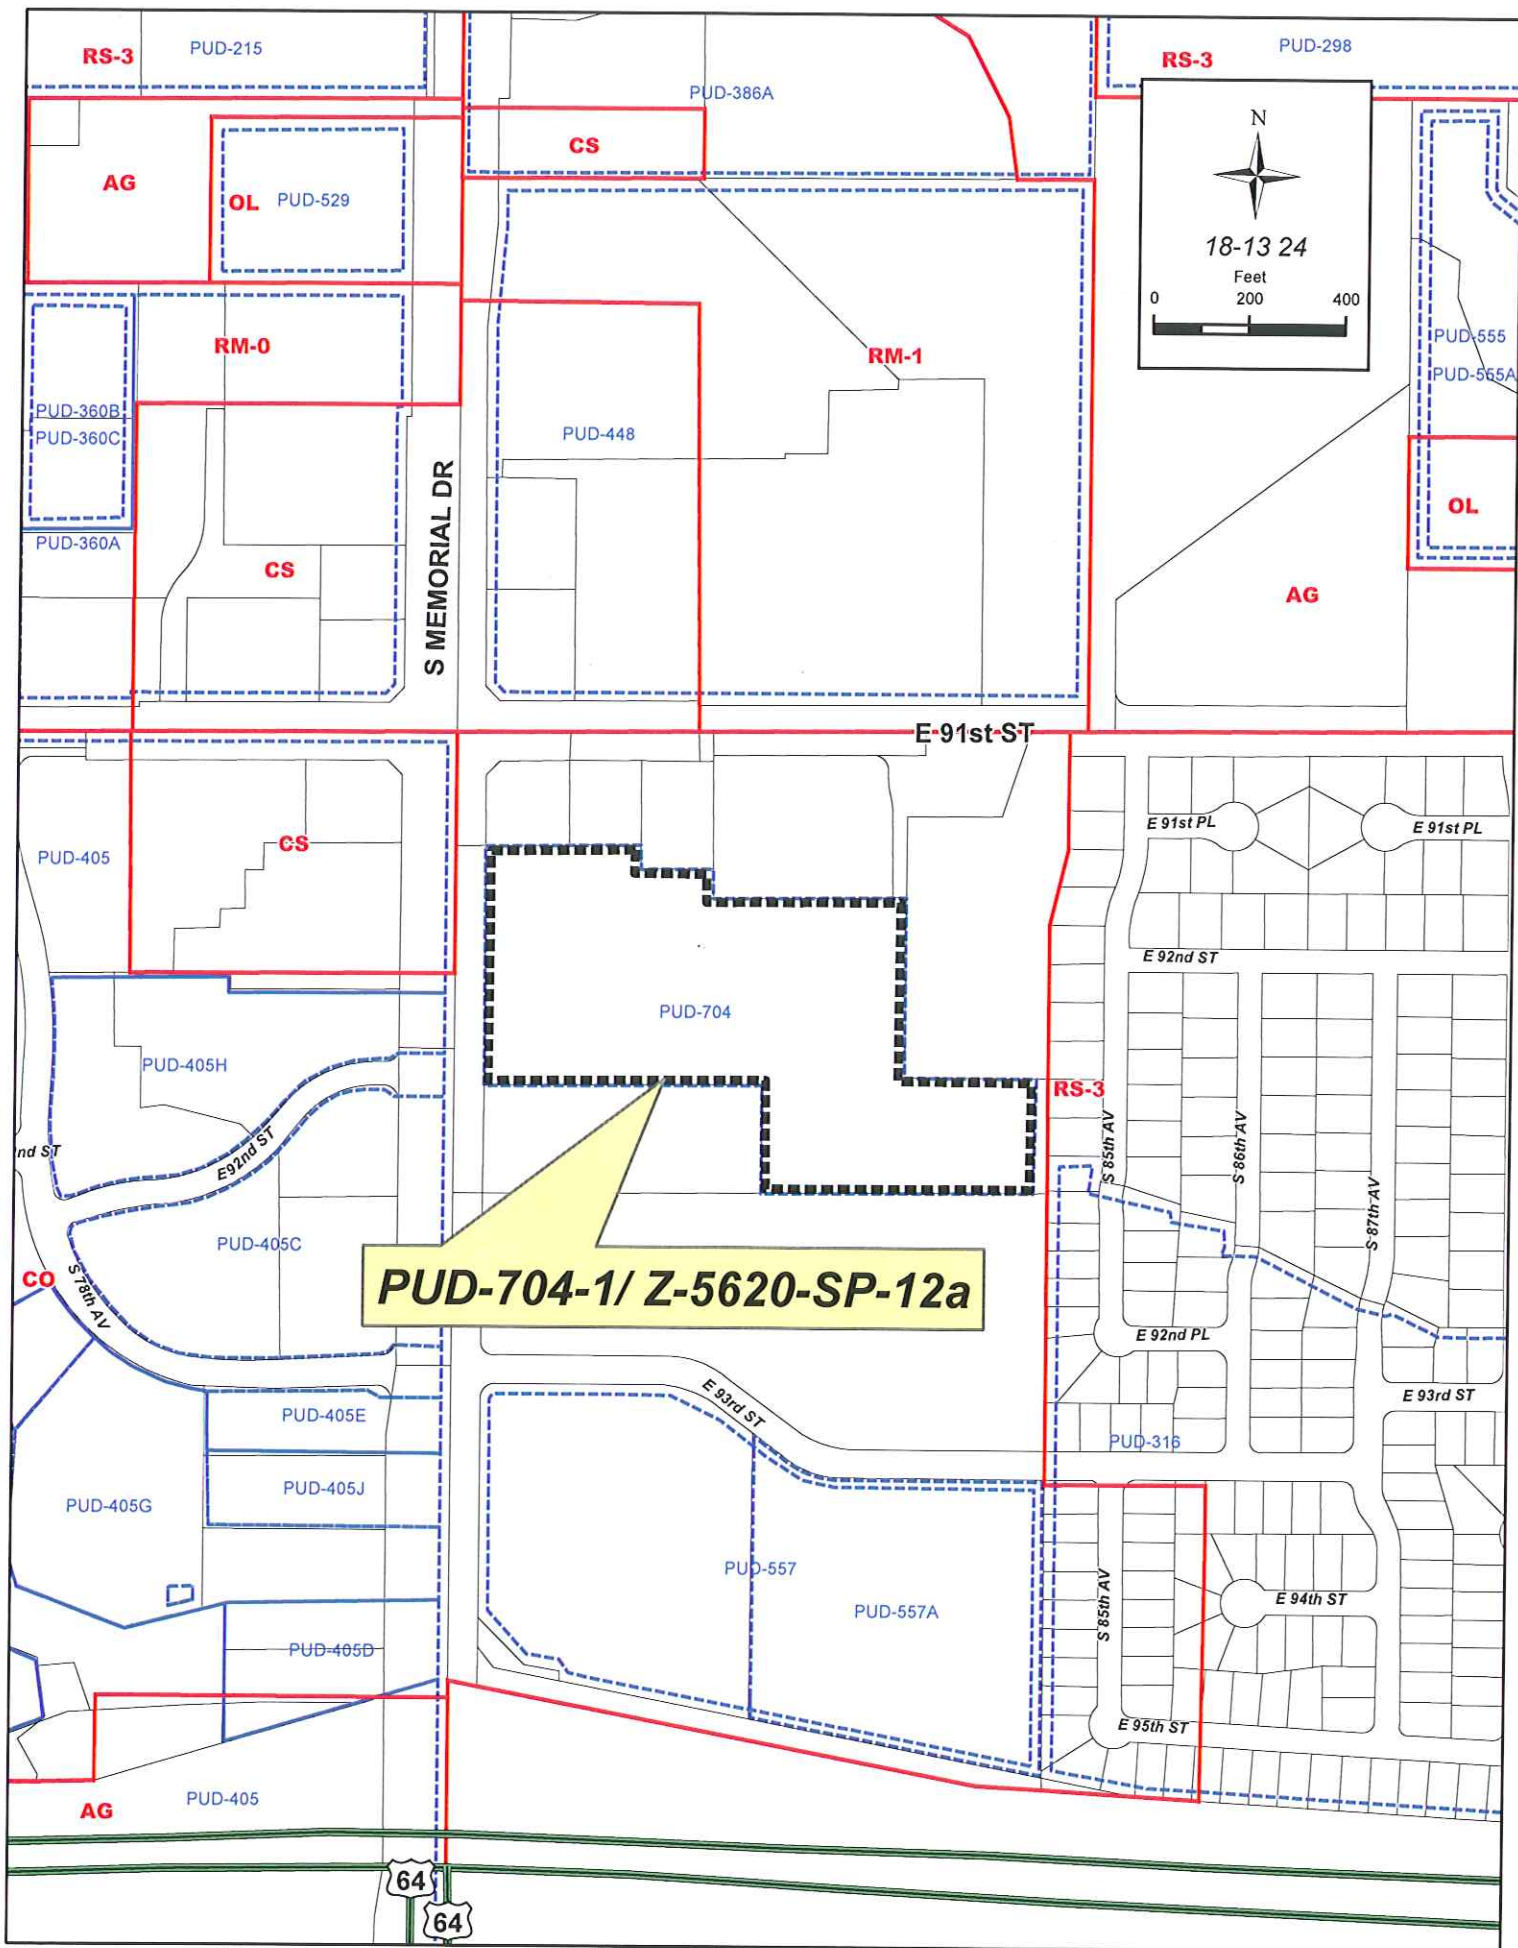 RS-3
PUD-215
PUD-386A
RS-3
PUD-298
CS
AG
OL
PUD-529
N
18-13 24
Feet
0 200 400
RM-0
RM-1
PUD-555
PUD-555A
PUD-360B
PUD-360C
PUD-448
S MEMORIAL DR
OL
PUD-360A
CS
AG
E 91st ST
CS
PUD-405
E 91st PL
E 91st PL
E 92nd ST
PUD-704
PUD-405H
RS-3
S 85th AV
S 86th AV
S 87th AV
nd ST
E 92nd ST
PUD-405C
CO
S 78th AV
PUD-704-1/ Z-5620-SP-12a
E 92nd PL
E 93rd ST
E 93rd ST
PUD-405E
PUD-316
PUD-405J
PUD-405G
PUD-557
PUD-557A
S 85th AV
E 94th ST
PUD-405D
E 95th ST
PUD-405
AG
64
64